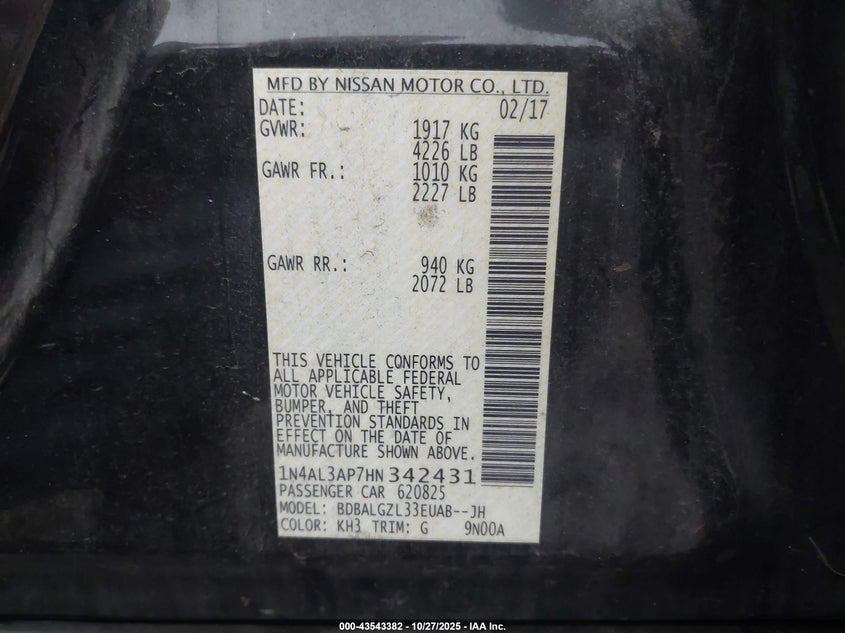 MFD BY NISSAN MOTOR CO., LTD.
DATE: 02/17
GVWR: 1917 KG
4226 LB
GAWR FR.: 1010 KG
2227 LB
GAWR RR.: 940 KG
2072 LB
THIS VEHICLE CONFORMS TO
ALL APPLICABLE FEDERAL
MOTOR VEHICLE SAFETY,
BUMPER, AND THEFT
PREVENTION STANDARDS IN
EFFECT ON THE DATE OF
MANUFACTURE SHOWN ABOVE.
1N4AL3AP7HN342431
PASSENGER CAR 620825
MODEL: BDBALGZL33EUAB--JH
COLOR: KH3 TRIM: G 9N00A
000-43543382 - 10/27/2025 - IAA Inc.